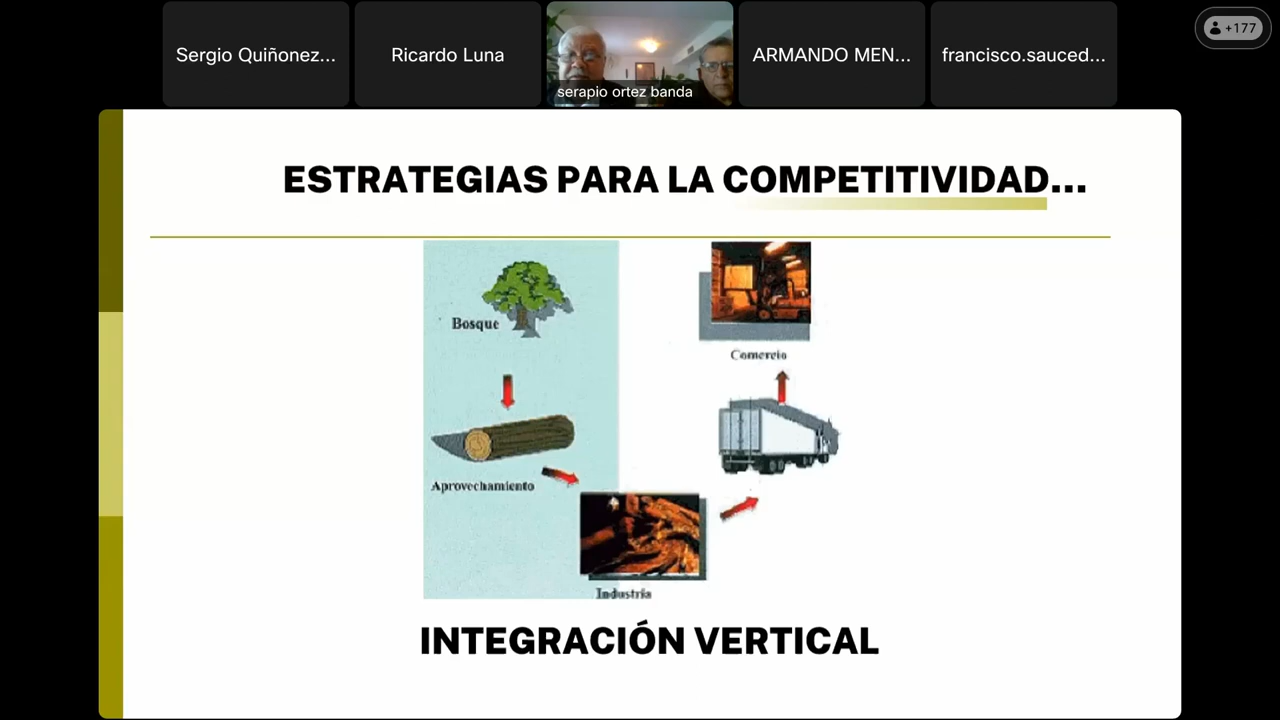 Sergio Quiñonez...
Ricardo Luna
serapio ortez banda
ARMANDO MEN...
francisco.sauced...
+177
ESTRATEGIAS PARA LA COMPETITIVIDAD...
Bosque
Comercio
Aprovechamiento
Industria
INTEGRACIÓN VERTICAL